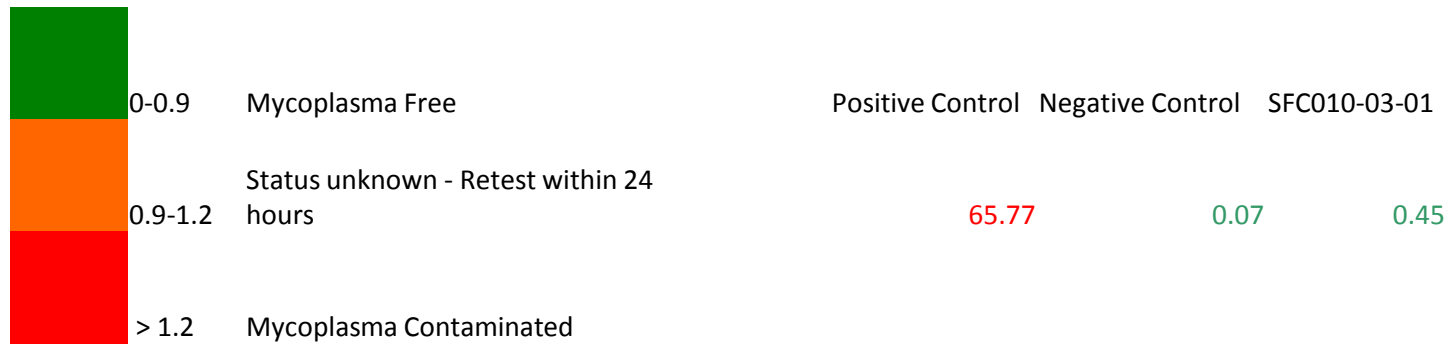 0-0.9 Mycoplasma Free Positive Control Negative Control SFC010-03-01
Status unknown - Retest within 24
0.9-1.2 hours 65.77 0.07 0.45
> 1.2 Mycoplasma Contaminated